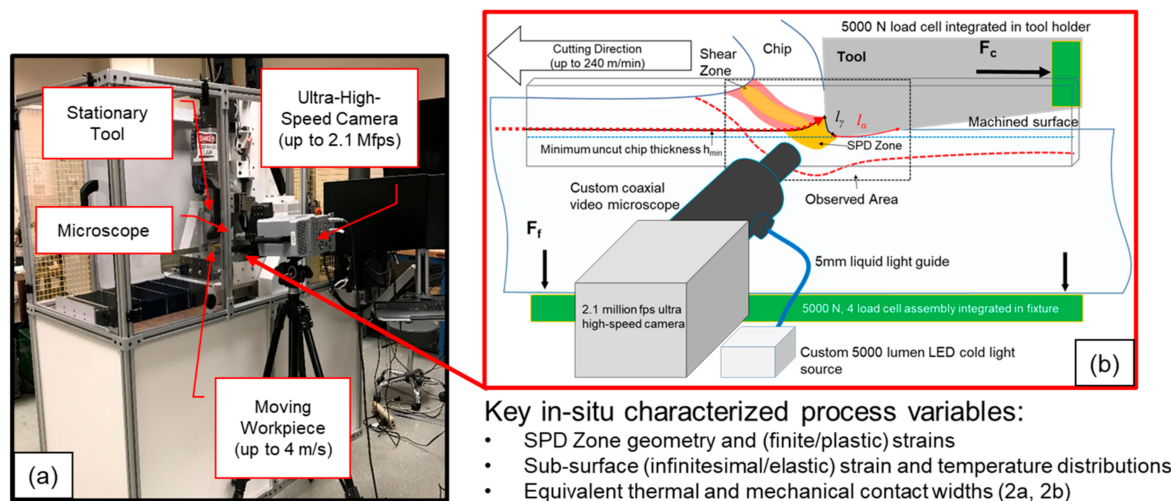 Stationary
Tool
Ultra-High-
Speed Camera
(up to 2.1 Mfps)
Microscope
Moving
Workpiece
(up to 4 m/s)
(a)
DANGER
5000 N load cell integrated in tool holder
Cutting Direction
(up to 240 m/min)
Chip
Tool
Fc
Shear
Zone
lγ
lα
Machined surface
Minimum uncut chip thickness hmin
SPD Zone
Custom coaxial
video microscope
Observed Area
Ff
5mm liquid light guide
2.1 million fps ultra
high-speed camera
5000 N, 4 load cell assembly integrated in fixture
Custom 5000 lumen LED cold light
source
(b)
Key in-situ characterized process variables:
• SPD Zone geometry and (finite/plastic) strains
• Sub-surface (infinitesimal/elastic) strain and temperature distributions
• Equivalent thermal and mechanical contact widths (2a, 2b)